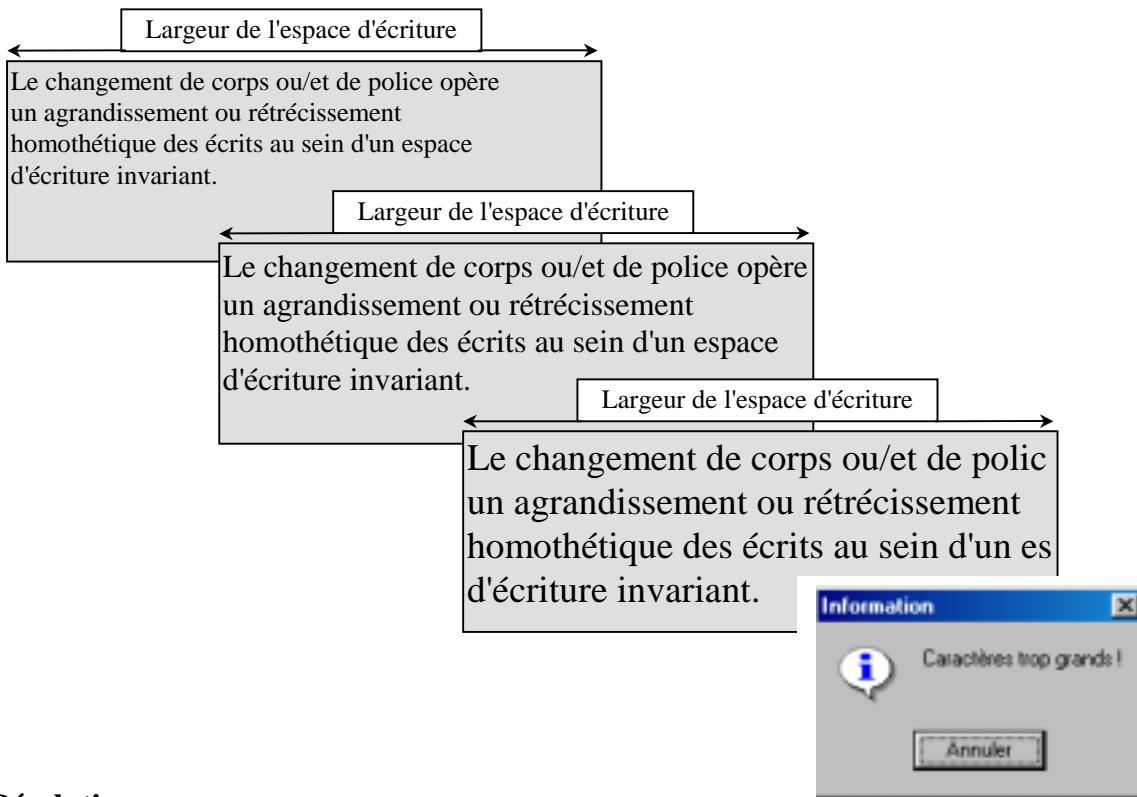 Largeur de l'espace d'écriture
Le changement de corps ou/et de police opère
un agrandissement ou rétrécissement
homothétique des écrits au sein d'un espace
d'écriture invariant.
Largeur de l'espace d'écriture
Le changement de corps ou/et de police opère
un agrandissement ou rétrécissement
homothétique des écrits au sein d'un espace
d'écriture invariant.
Largeur de l'espace d'écriture
Le changement de corps ou/et de polic
un agrandissement ou rétrécissement
homothétique des écrits au sein d'un es
d'écriture invariant.
Information
Caractères trop grands !
Annuler